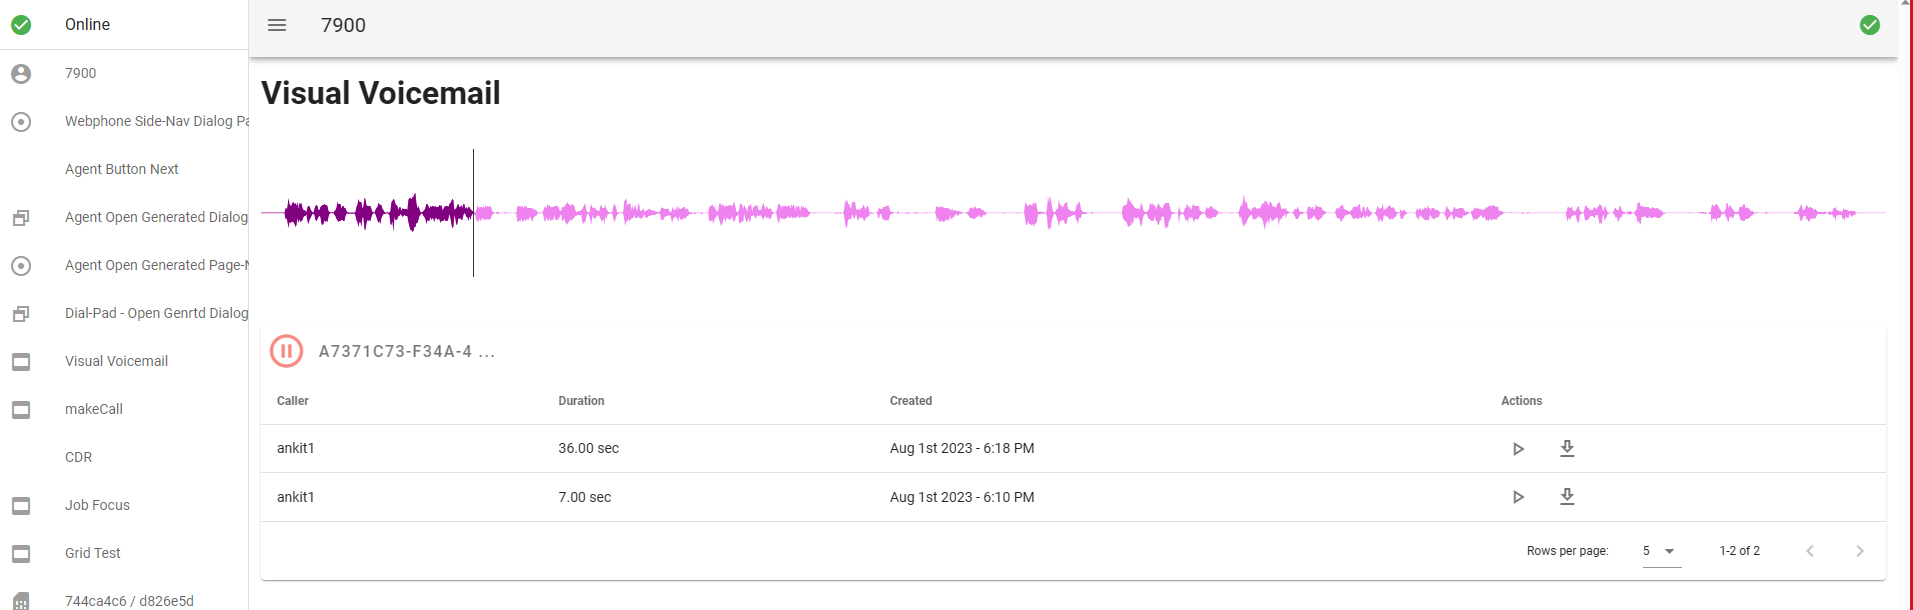 Online
7900
Webphone Side-Nav Dialog Pa
Agent Button Next
Agent Open Generated Dialog
Agent Open Generated Page-N
Dial-Pad - Open Genrtd Dialog
Visual Voicemail
makeCall
CDR
Job Focus
Grid Test
744ca4c6 / d826e5d
7900
Visual Voicemail
A7371C73-F34A-4 ...
Caller Duration Created Actions
ankit1 36.00 sec Aug 1st 2023 - 6:18 PM
ankit1 7.00 sec Aug 1st 2023 - 6:10 PM
Rows per page: 5 1-2 of 2